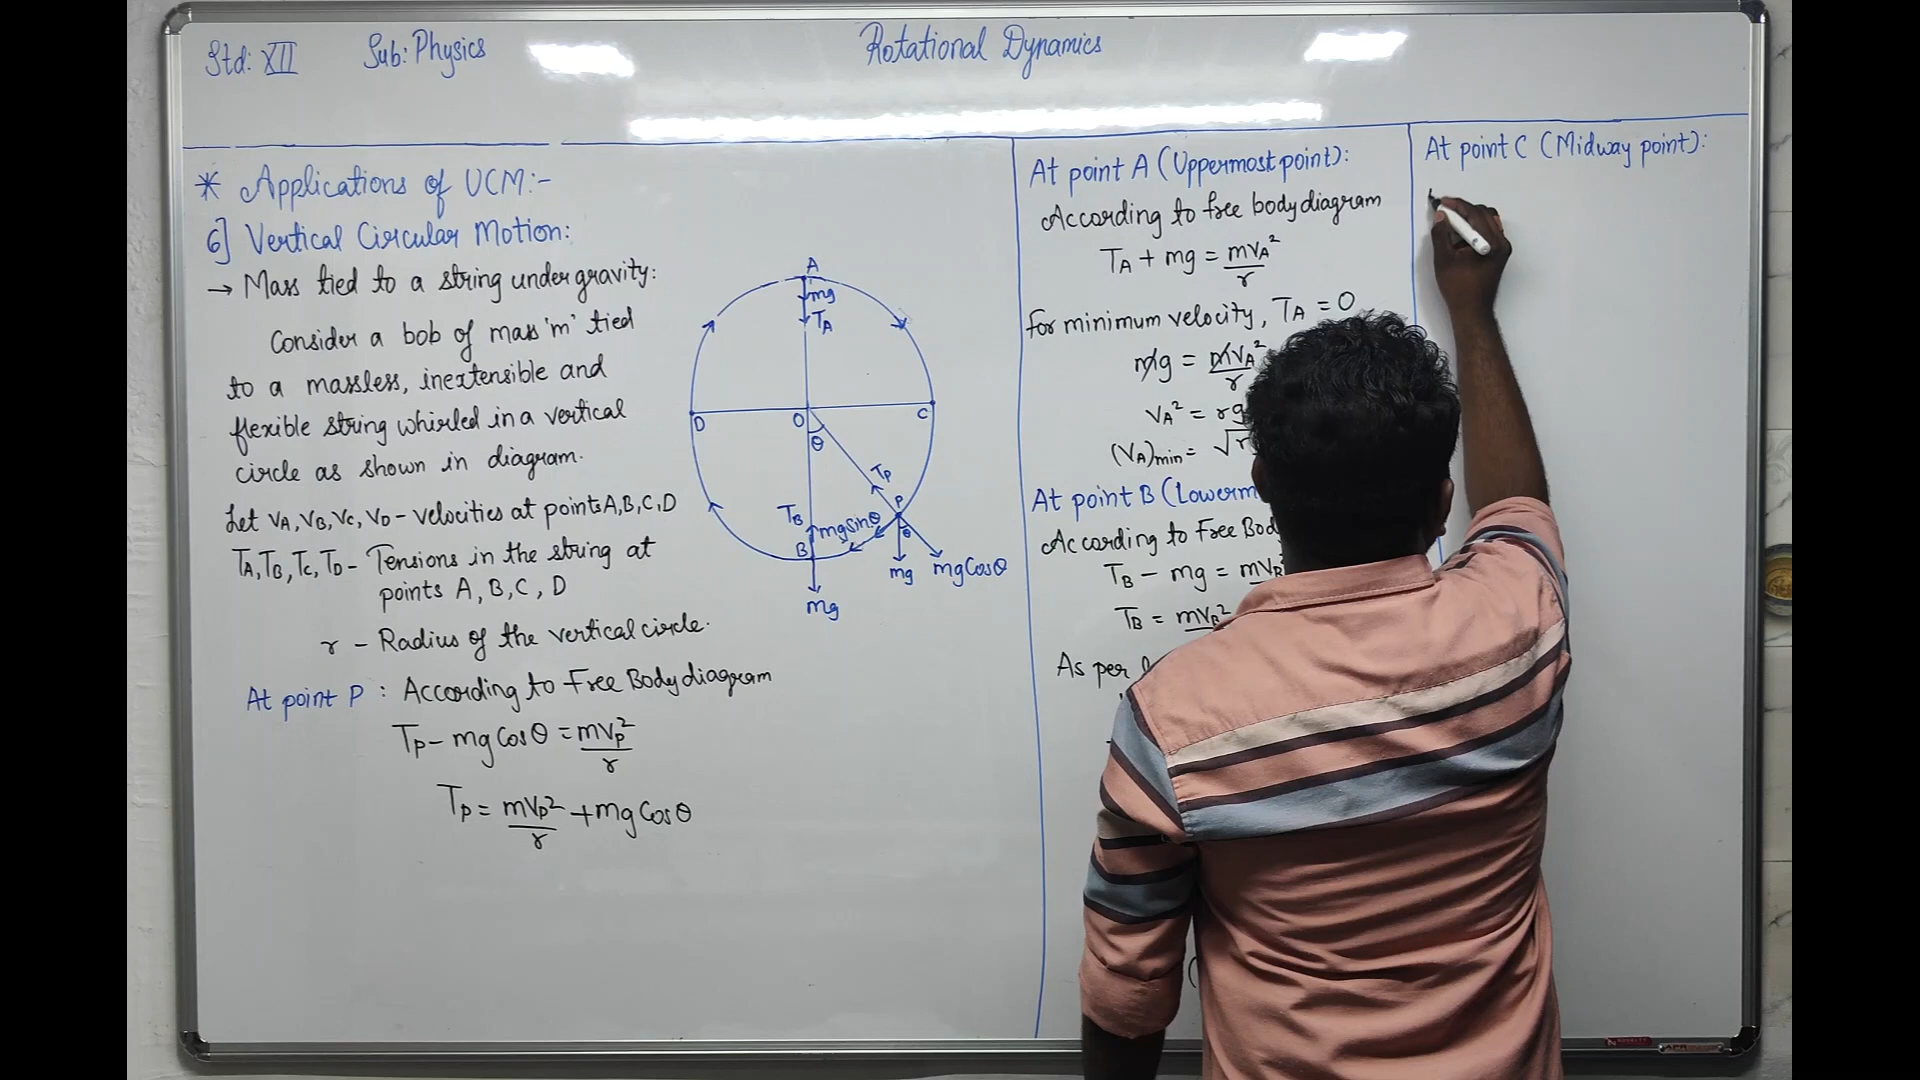 Std: XII Sub: Physics Rotational Dynamics
* Applications of UCM:-
6] Vertical Circular Motion:
→ Mass tied to a string under gravity:
Consider a bob of mass 'm' tied
to a massless, inextensible and
flexible string whirled in a vertical
circle as shown in diagram.
Let VA, VB, VC, VD - velocities at points A, B, C, D
TA, TB, TC, TD - Tensions in the string at
points A, B, C, D
r - Radius of the vertical circle.
At point P : According to Free Body diagram
TP - mg Cos θ = mVP²/r
TP = mVP²/r + mg Cos θ
A
mg
TA
D
O
C
θ
TP
P
TB
mg sin θ
θ
B
mg
mg Cos θ
mg
At point A (Uppermost point):
According to free body diagram
TA + mg = mVA²/r
for minimum velocity, TA = 0
mg = mVA²/r
VA² = rg
(VA)min = √r
At point B (Lowerm
According to Free Bod
TB - mg = mVB²
TB = mVB²
As per
At point C (Midway point):